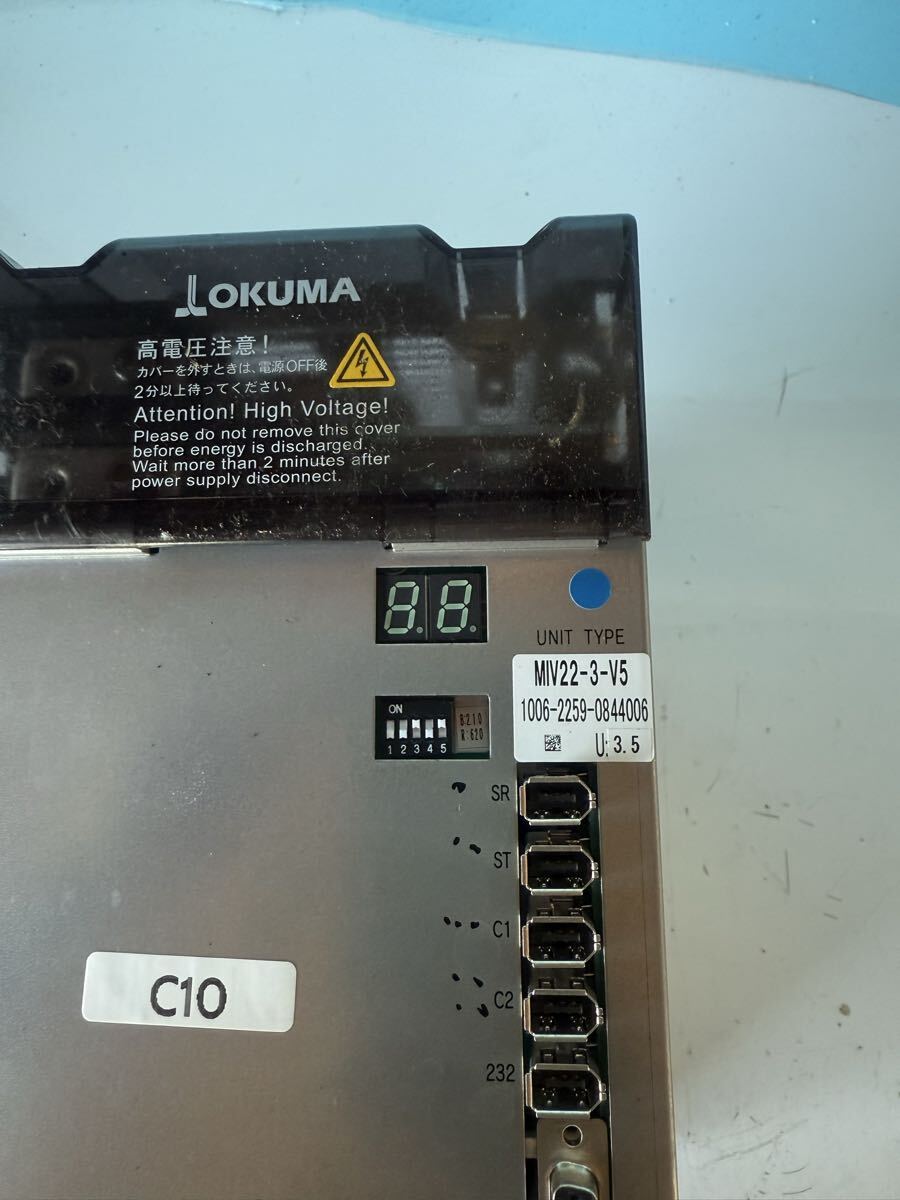 OKUMA
高電圧注意!
カバーを外すときは、電源OFF後
2分以上待ってください。
Attention! High Voltage!
Please do not remove this cover
before energy is discharged.
Wait more than 2 minutes after
power supply disconnect.
UNIT TYPE
MIV22-3-V5
1006-2259-0844006
U: 3.5
ON
1 2 3 4 5
B:210
R:620
SR
ST
C1
C2
232
C10